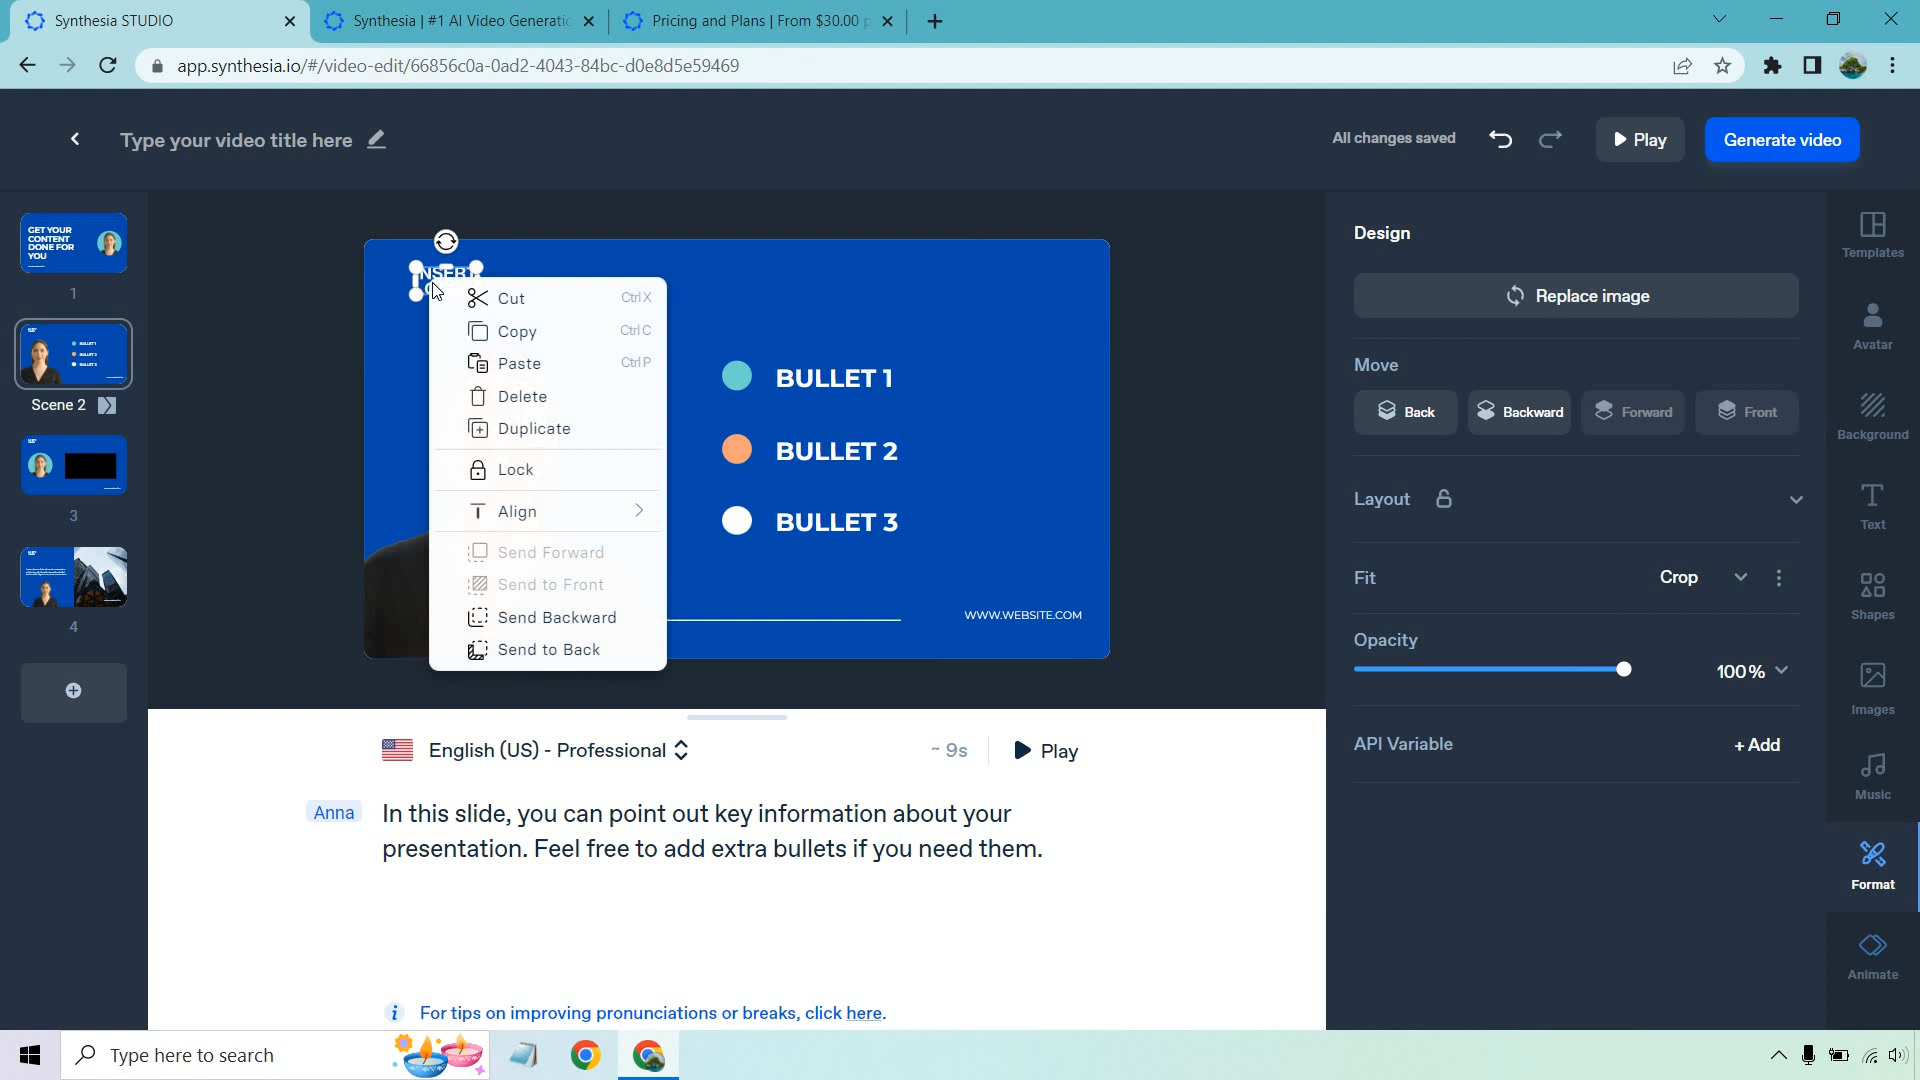 Synthesia STUDIO
Synthesia | #1 AI Video Generatio
Pricing and Plans | From $30.00 p
app.synthesia.io/#/video-edit/66856c0a-0ad2-4043-84bc-d0e8d5e59469
Type your video title here
All changes saved
Play
Generate video
GET YOUR
CONTENT
DONE FOR
YOU
1
BULLET 1
BULLET 2
BULLET 3
Scene 2
3
4
INSERT
Cut Ctrl X
Copy Ctrl C
Paste Ctrl P
Delete
Duplicate
Lock
Align
Send Forward
Send to Front
Send Backward
Send to Back
BULLET 1
BULLET 2
BULLET 3
WWW.WEBSITE.COM
English (US) - Professional
~ 9s
Play
Anna
In this slide, you can point out key information about your
presentation. Feel free to add extra bullets if you need them.
For tips on improving pronunciations or breaks, click here.
Design
Replace image
Move
Back
Backward
Forward
Front
Layout
Fit
Crop
Opacity
100%
API Variable
+ Add
Templates
Avatar
Background
Text
Shapes
Images
Music
Format
Animate
Type here to search